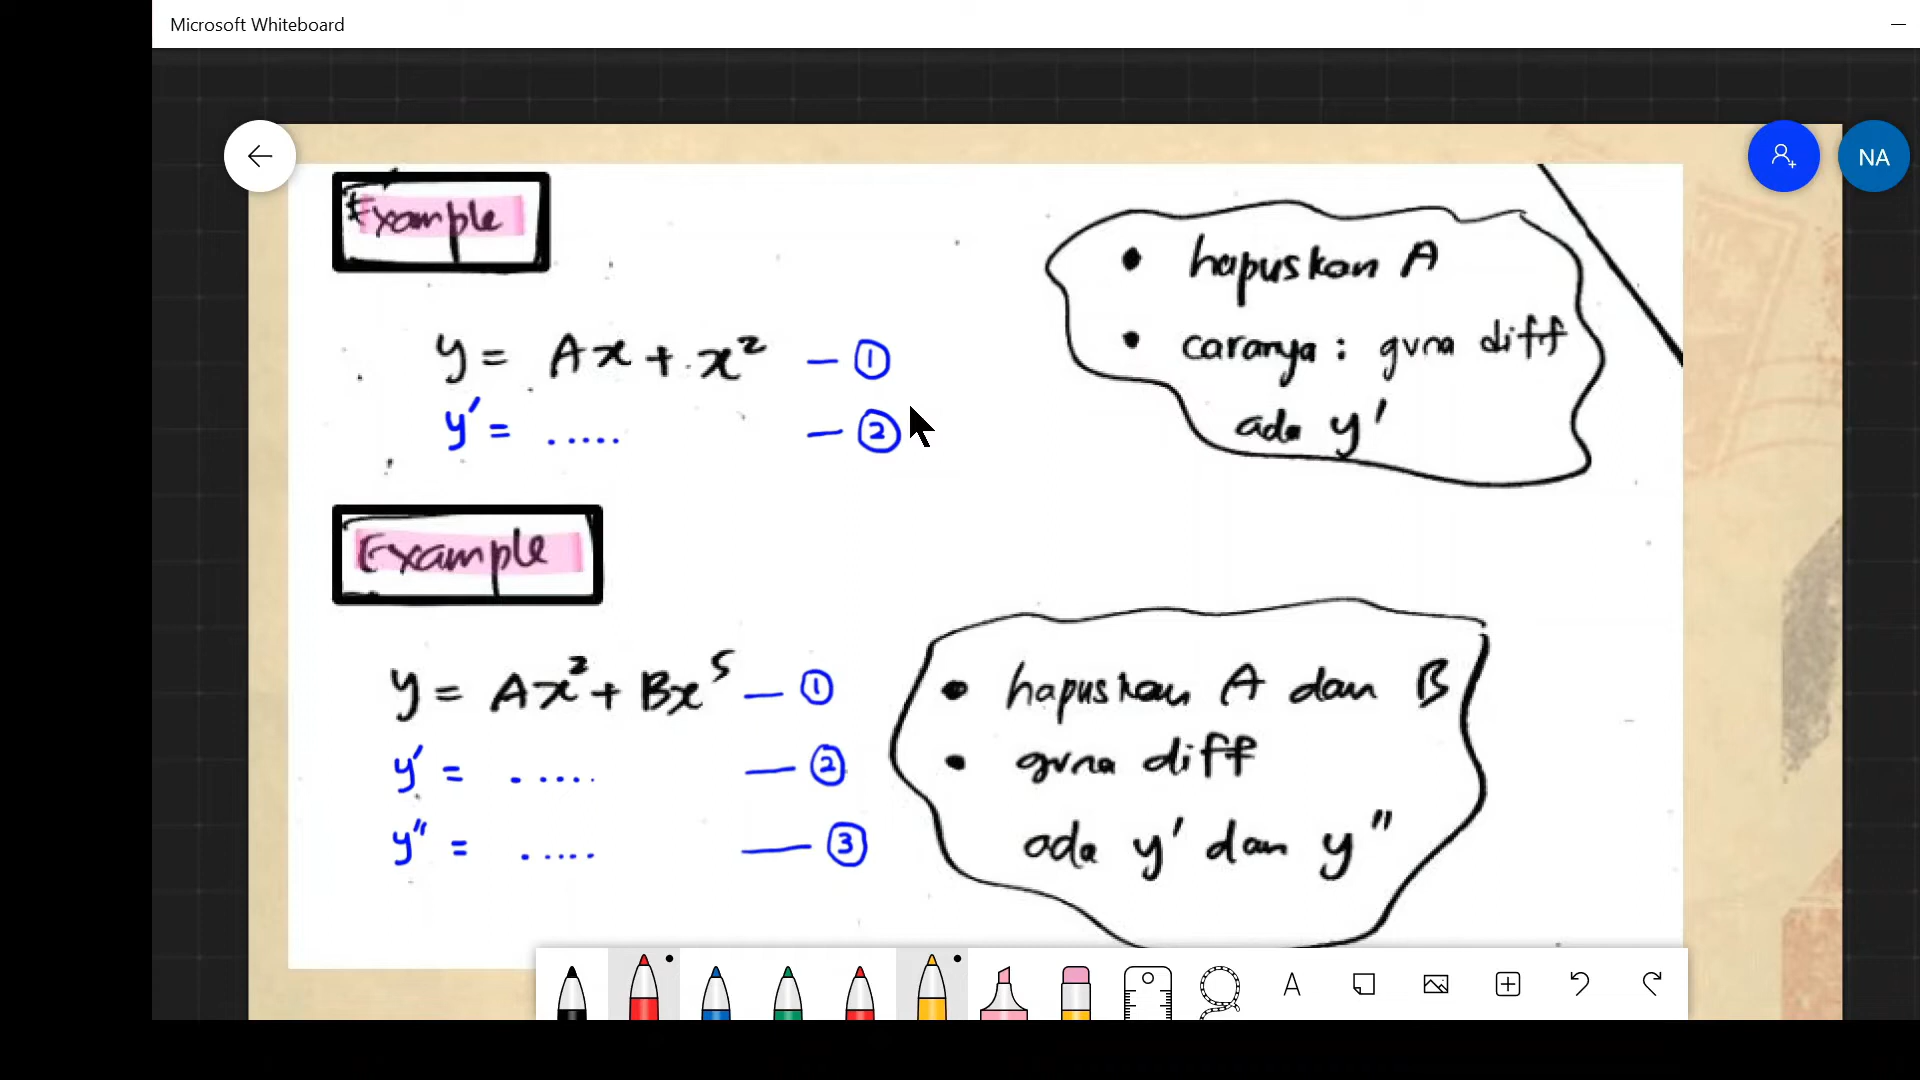 Microsoft Whiteboard
NA
Example
y = Ax + x² — ①
y' = ..... — ②
• hapuskan A
• caranya : guna diff
ada y'
Example
y = Ax² + Bx⁵ — ①
y' = ..... — ②
y" = ..... — ③
• hapuskan A dan B
• guna diff
ada y' dan y"
A